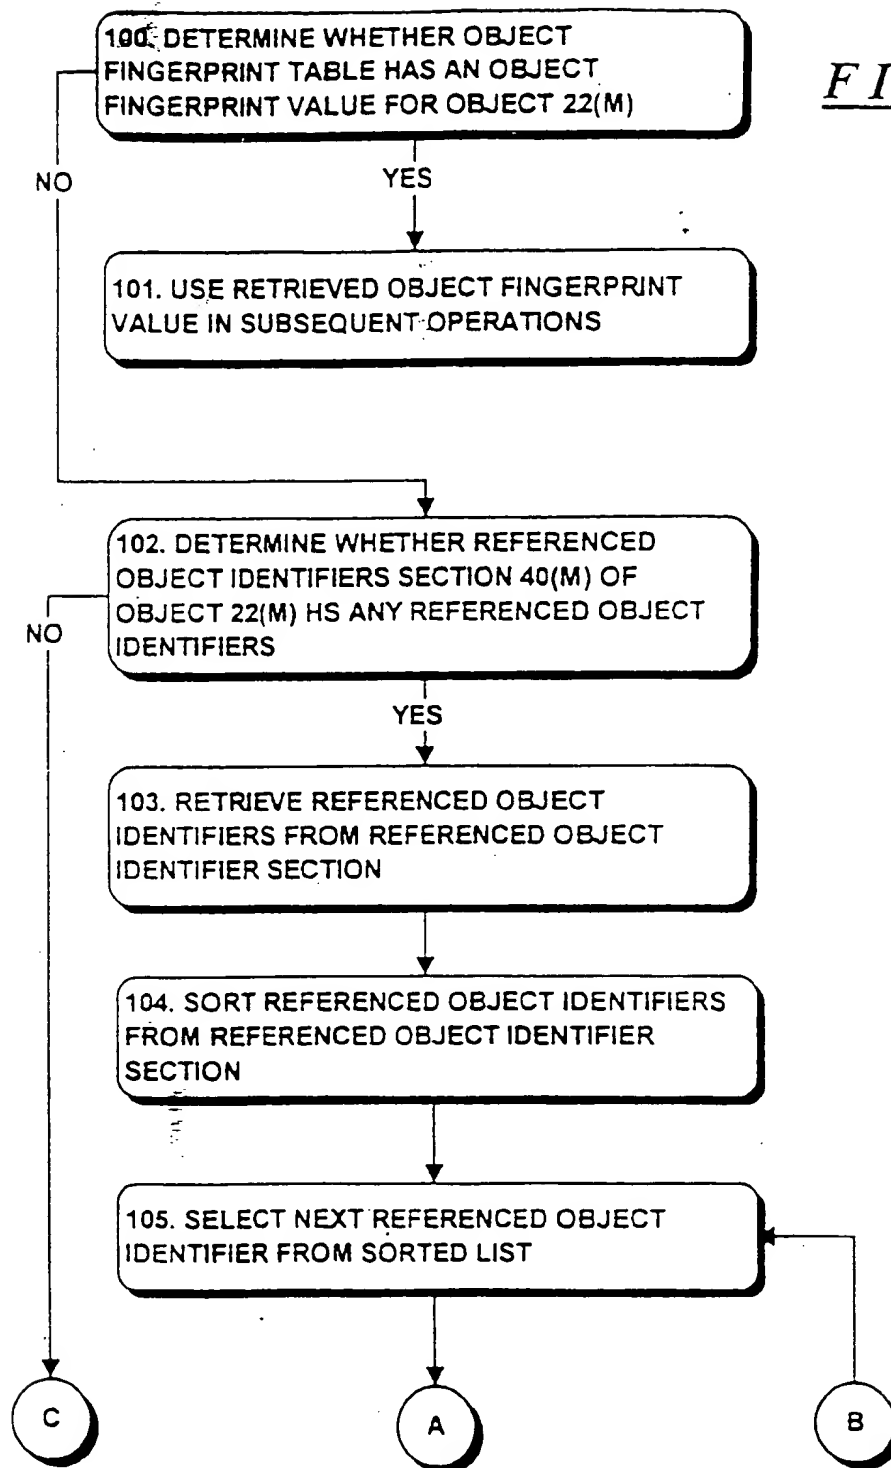 100. DETERMINE WHETHER OBJECT
FINGERPRINT TABLE HAS AN OBJECT
FINGERPRINT VALUE FOR OBJECT 22(M)
F I
NO
YES
101. USE RETRIEVED OBJECT FINGERPRINT
VALUE IN SUBSEQUENT OPERATIONS
102. DETERMINE WHETHER REFERENCED
OBJECT IDENTIFIERS SECTION 40(M) OF
OBJECT 22(M) HS ANY REFERENCED OBJECT
IDENTIFIERS
NO
YES
103. RETRIEVE REFERENCED OBJECT
IDENTIFIERS FROM REFERENCED OBJECT
IDENTIFIER SECTION
104. SORT REFERENCED OBJECT IDENTIFIERS
FROM REFERENCED OBJECT IDENTIFIER
SECTION
105. SELECT NEXT REFERENCED OBJECT
IDENTIFIER FROM SORTED LIST
C
A
B